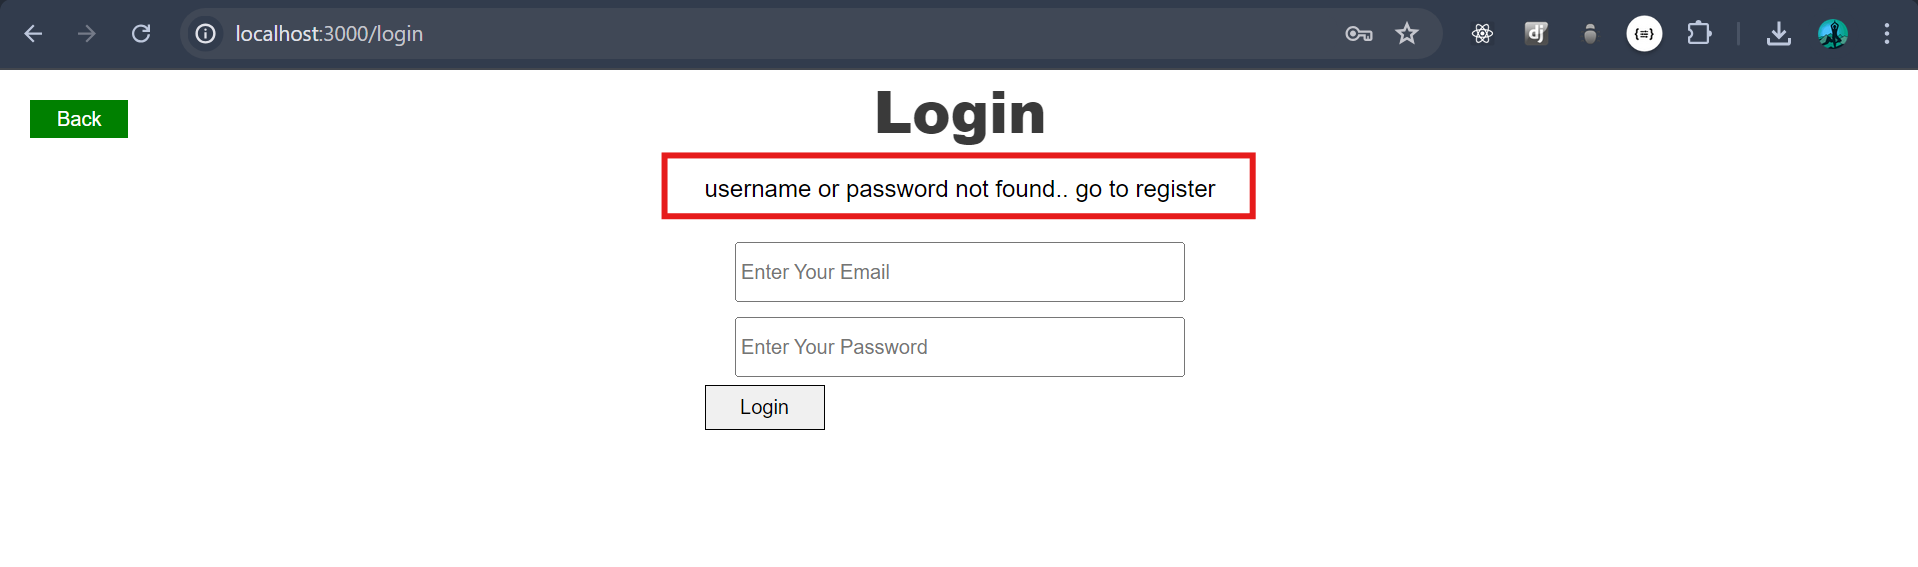 localhost:3000/login
dj
Back
Login
username or password not found.. go to register
Enter Your Email
Enter Your Password
Login